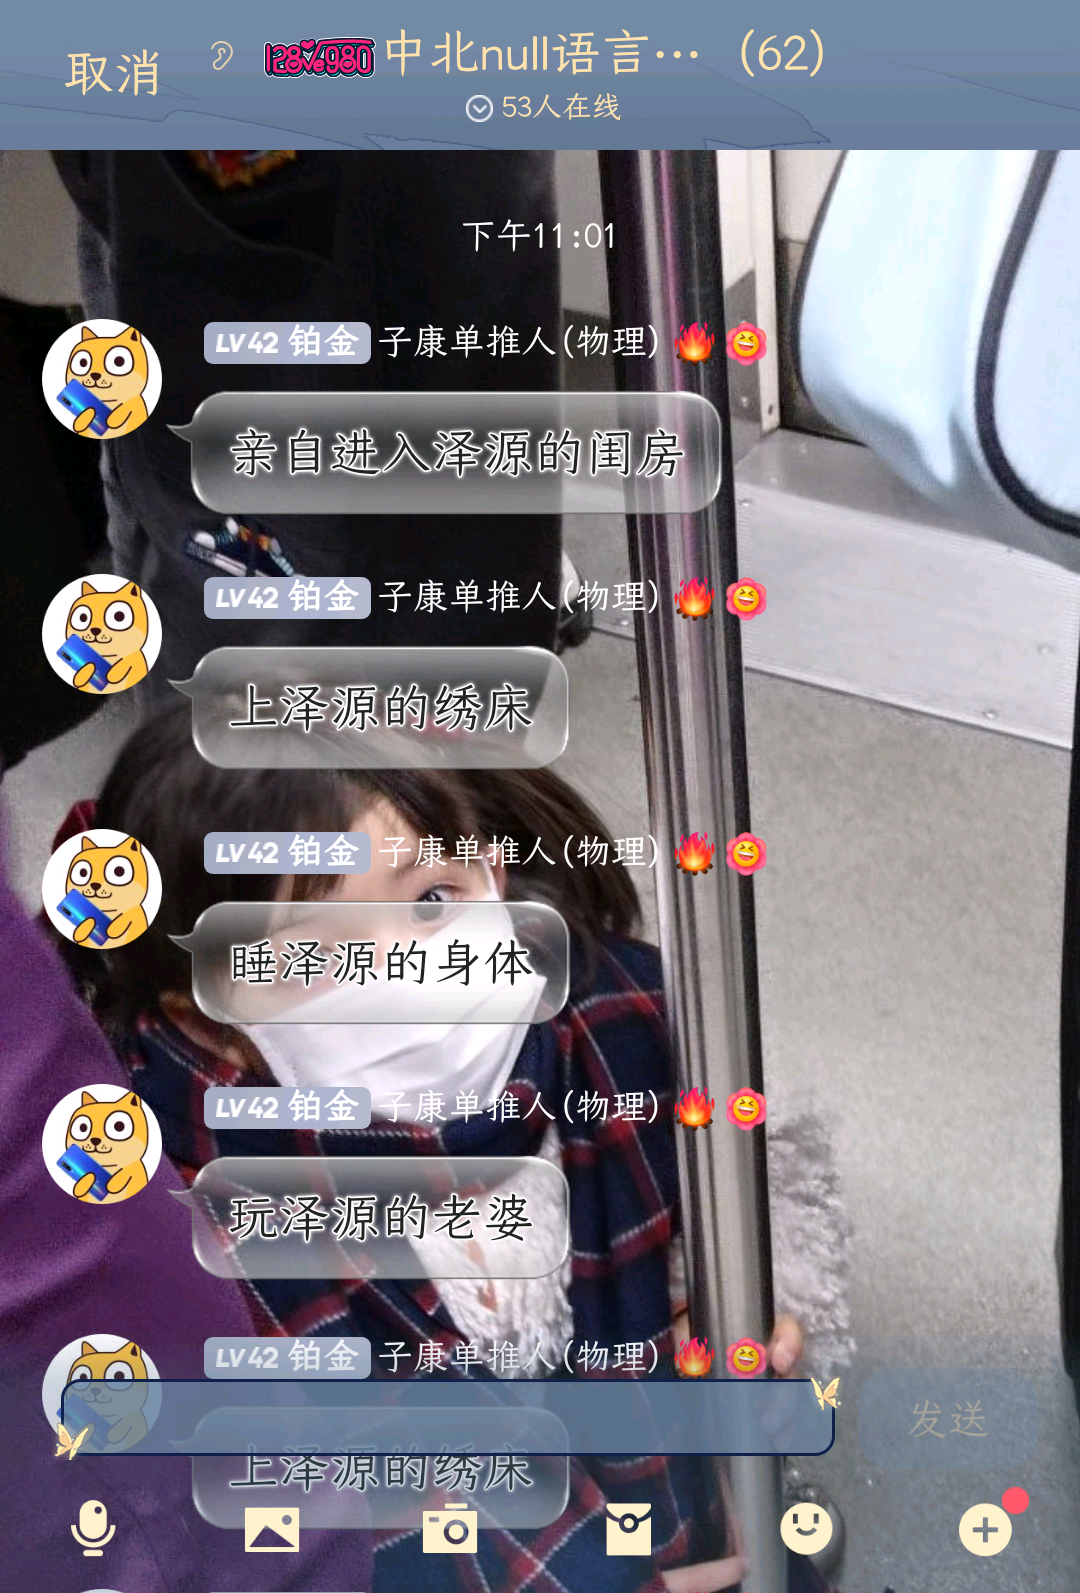 取消
128√e980 中北null语言… (62)
53人在线
下午11:01
LV42 铂金 子康单推人(物理)
亲自进入泽源的闺房
LV42 铂金 子康单推人(物理)
上泽源的绣床
LV42 铂金 子康单推人(物理)
睡泽源的身体
LV42 铂金 子康单推人(物理)
玩泽源的老婆
LV42 铂金 子康单推人(物理)
上泽源的绣床
发送